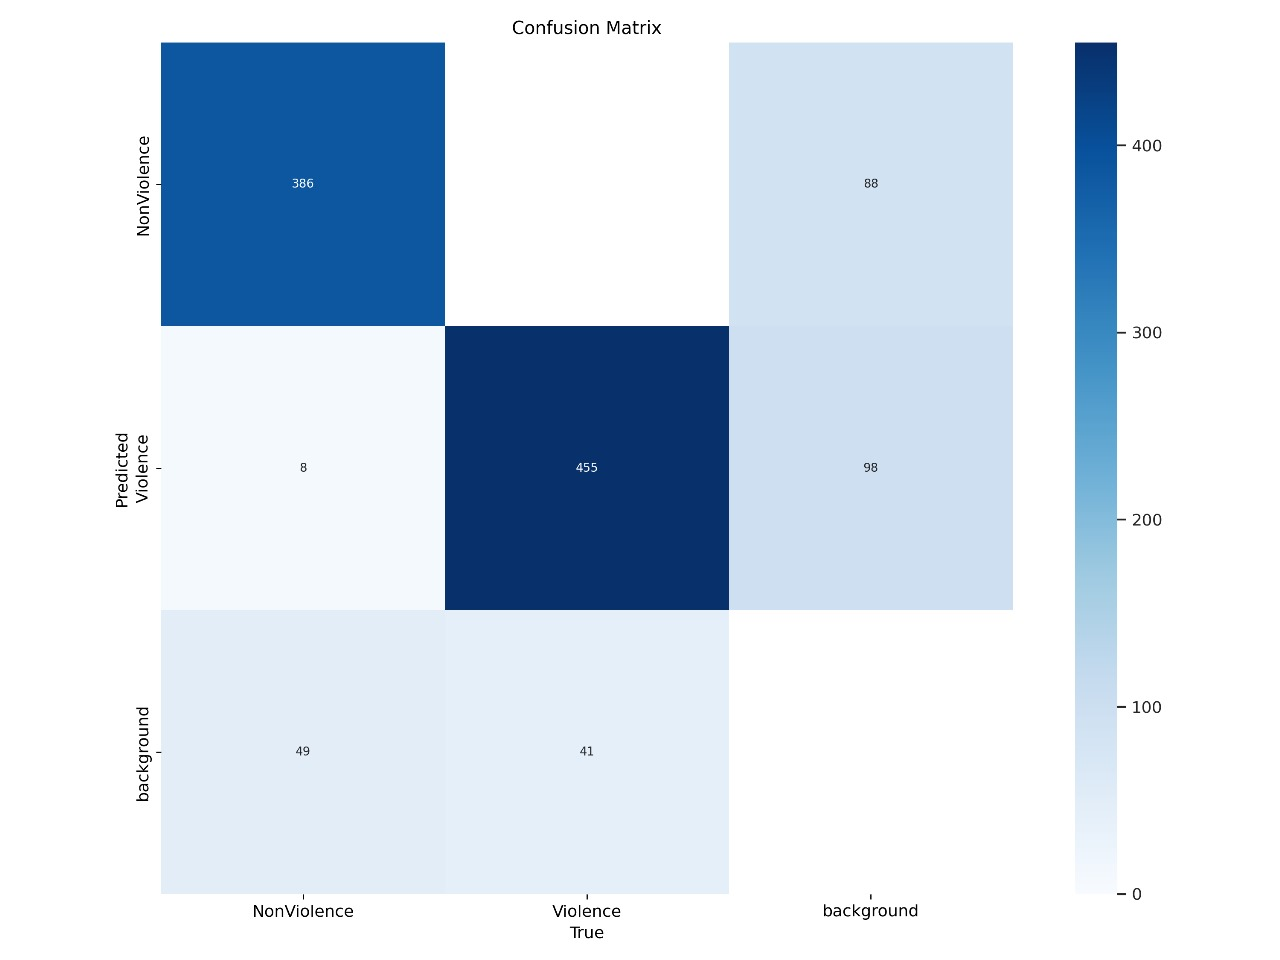 Confusion Matrix
NonViolence
386
88
400
300
Predicted
Violence
8
455
98
200
100
background
49
41
0
NonViolence
Violence
background
True